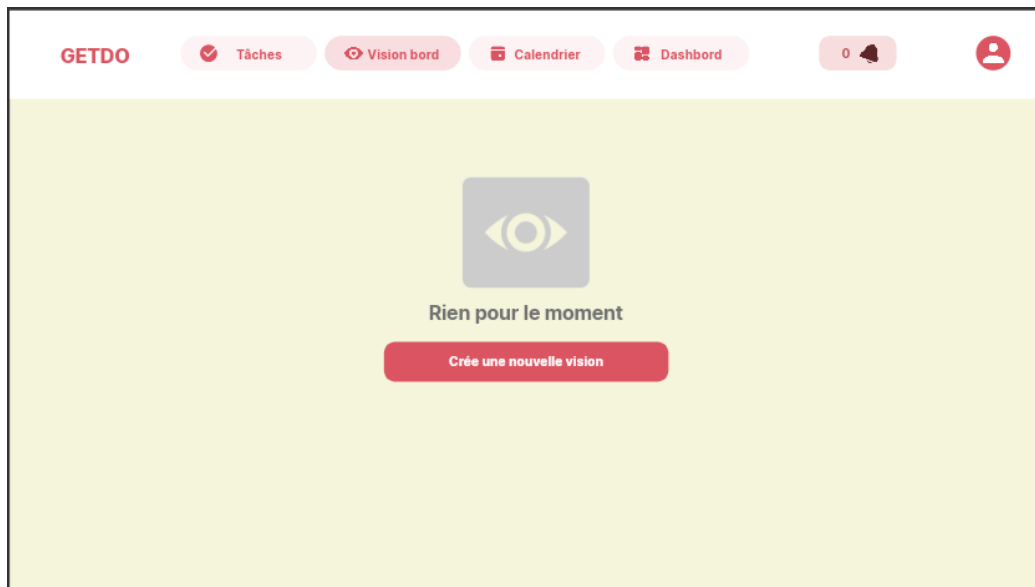 GETDO
Tâches
Vision bord
Calendrier
Dashbord
0
Rien pour le moment
Crée une nouvelle vision